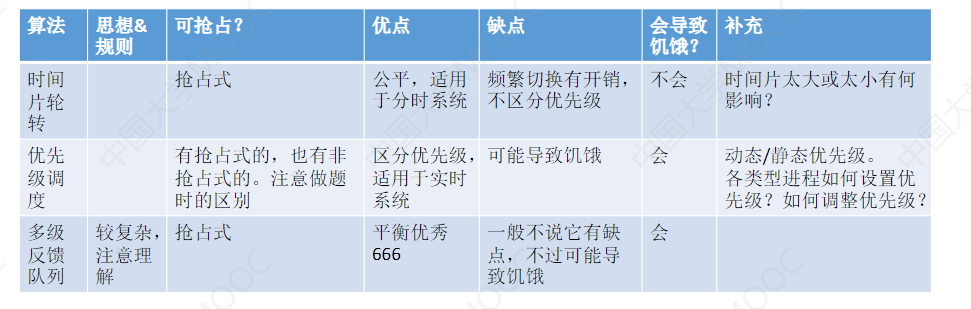 算法
思想&
规则
可抢占？
优点
缺点
会导致
饥饿？
补充
时间
片轮
转
抢占式
公平，适用
于分时系统
频繁切换有开销，
不区分优先级
不会
时间片太大或太小有何
影响？
优先
级调
度
有抢占式的，也有非
抢占式的。注意做题
时的区别
区分优先级，
适用于实时
系统
可能导致饥饿
会
动态/静态优先级。
各类型进程如何设置优
先级？如何调整优先级？
多级
反馈
队列
较复杂，
注意理
解
抢占式
平衡优秀
666
一般不说它有缺
点，不过可能导
致饥饿
会